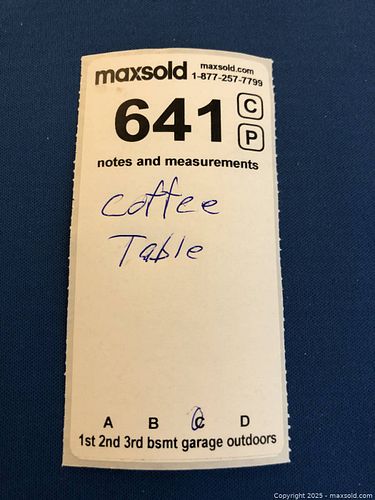 maxsold maxsold.com
1-877-257-7799
641 C
P
notes and measurements
Coffee
Table
A B C D
1st 2nd 3rd bsmt garage outdoors
Copyright 2025 - maxsold.com